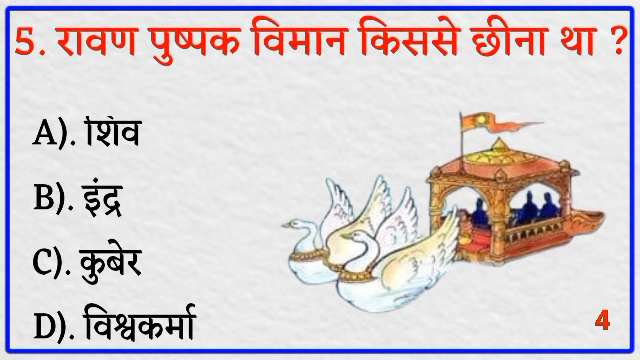 5. रावण पुष्पक विमान किससे छीना था ?
A). शिव
B). इंद्र
C). कुबेर
D). विश्वकर्मा
4